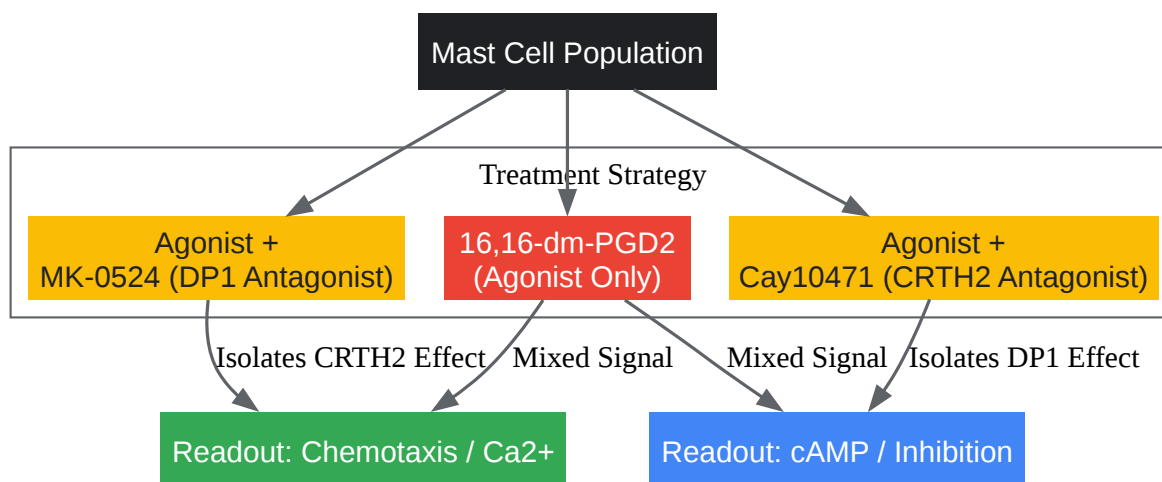 Mast Cell Population
Treatment Strategy
Agonist +
MK-0524 (DP1 Antagonist)
16,16-dm-PGD2
(Agonist Only)
Agonist +
Cay10471 (CRTH2 Antagonist)
Isolates CRTH2 Effect
Mixed Signal
Mixed Signal
Isolates DP1 Effect
Readout: Chemotaxis / Ca2+
Readout: cAMP / Inhibition